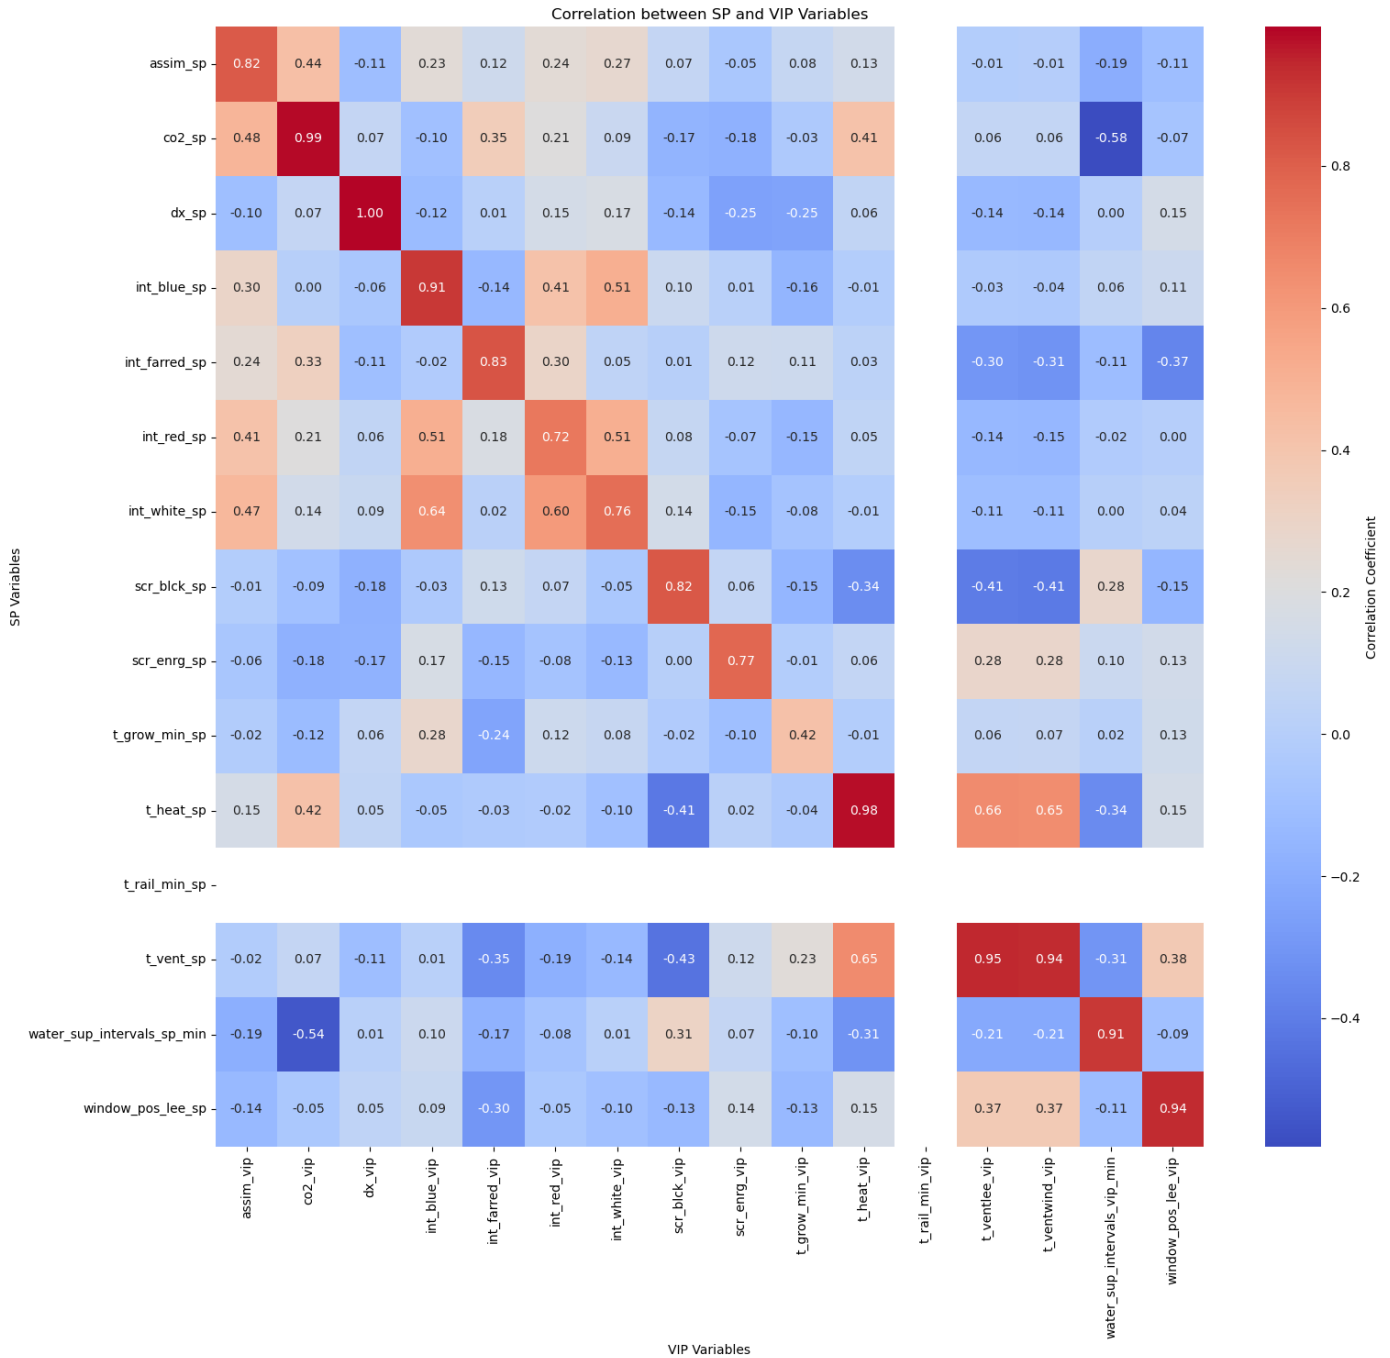 Correlation between SP and VIP Variables
SP Variables
assim_sp 0.82 0.44 -0.11 0.23 0.12 0.24 0.27 0.07 -0.05 0.08 0.13 -0.01 -0.01 -0.19 -0.11
co2_sp 0.48 0.99 0.07 -0.10 0.35 0.21 0.09 -0.17 -0.18 -0.03 0.41 0.06 0.06 -0.58 -0.07
dx_sp -0.10 0.07 1.00 -0.12 0.01 0.15 0.17 -0.14 -0.25 -0.25 0.06 -0.14 -0.14 0.00 0.15
int_blue_sp 0.30 0.00 -0.06 0.91 -0.14 0.41 0.51 0.10 0.01 -0.16 -0.01 -0.03 -0.04 0.06 0.11
int_farred_sp 0.24 0.33 -0.11 -0.02 0.83 0.30 0.05 0.01 0.12 0.11 0.03 -0.30 -0.31 -0.11 -0.37
int_red_sp 0.41 0.21 0.06 0.51 0.18 0.72 0.51 0.08 -0.07 -0.15 0.05 -0.14 -0.15 -0.02 0.00
int_white_sp 0.47 0.14 0.09 0.64 0.02 0.60 0.76 0.14 -0.15 -0.08 -0.01 -0.11 -0.11 0.00 0.04
scr_blck_sp -0.01 -0.09 -0.18 -0.03 0.13 0.07 -0.05 0.82 0.06 -0.15 -0.34 -0.41 -0.41 0.28 -0.15
scr_enrg_sp -0.06 -0.18 -0.17 0.17 -0.15 -0.08 -0.13 0.00 0.77 -0.01 0.06 0.28 0.28 0.10 0.13
t_grow_min_sp -0.02 -0.12 0.06 0.28 -0.24 0.12 0.08 -0.02 -0.10 0.42 -0.01 0.06 0.07 0.02 0.13
t_heat_sp 0.15 0.42 0.05 -0.05 -0.03 -0.02 -0.10 -0.41 0.02 -0.04 0.98 0.66 0.65 -0.34 0.15
t_rail_min_sp
t_vent_sp -0.02 0.07 -0.11 0.01 -0.35 -0.19 -0.14 -0.43 0.12 0.23 0.65 0.95 0.94 -0.31 0.38
water_sup_intervals_sp_min -0.19 -0.54 0.01 0.10 -0.17 -0.08 0.01 0.31 0.07 -0.10 -0.31 -0.21 -0.21 0.91 -0.09
window_pos_lee_sp -0.14 -0.05 0.05 0.09 -0.30 -0.05 -0.10 -0.13 0.14 -0.13 0.15 0.37 0.37 -0.11 0.94
assim_vip
co2_vip
dx_vip
int_blue_vip
int_farred_vip
int_red_vip
int_white_vip
scr_blck_vip
scr_enrg_vip
t_grow_min_vip
t_heat_vip
t_rail_min_vip
t_ventlee_vip
t_ventwind_vip
water_sup_intervals_vip_min
window_pos_lee_vip
VIP Variables
0.8
0.6
0.4
0.2
0.0
−0.2
−0.4
Correlation Coefficient